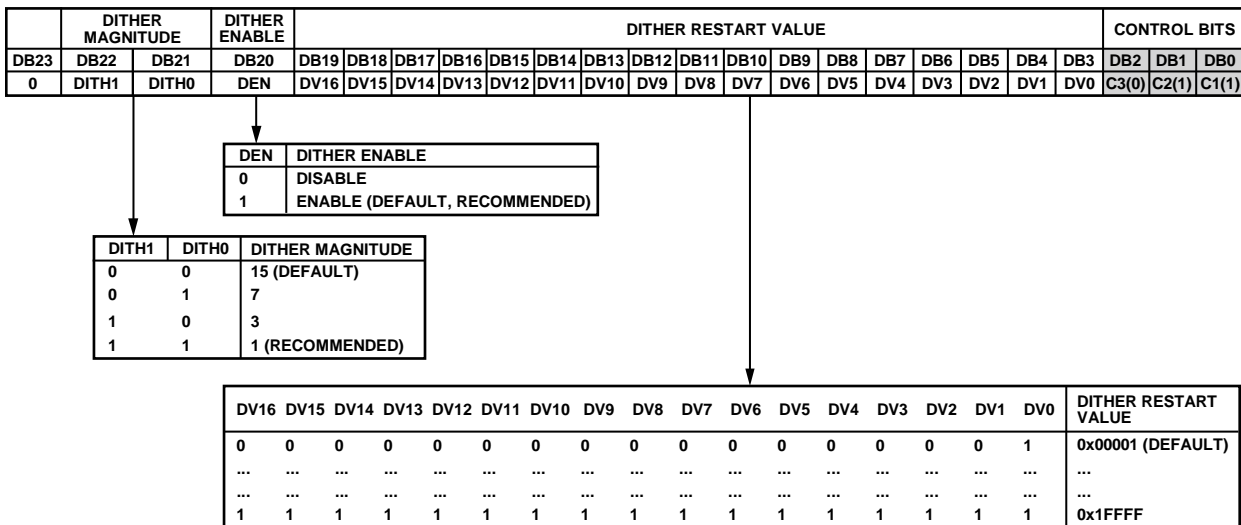 DITHER MAGNITUDE DITHER ENABLE DITHER RESTART VALUE CONTROL BITS
DB23 DB22 DB21 DB20 DB19 DB18 DB17 DB16 DB15 DB14 DB13 DB12 DB11 DB10 DB9 DB8 DB7 DB6 DB5 DB4 DB3 DB2 DB1 DB0
0 DITH1 DITH0 DEN DV16 DV15 DV14 DV13 DV12 DV11 DV10 DV9 DV8 DV7 DV6 DV5 DV4 DV3 DV2 DV1 DV0 C3(0) C2(1) C1(1)
DEN DITHER ENABLE
0 DISABLE
1 ENABLE (DEFAULT, RECOMMENDED)
DITH1 DITH0 DITHER MAGNITUDE
0 0 15 (DEFAULT)
0 1 7
1 0 3
1 1 1 (RECOMMENDED)
DV16 DV15 DV14 DV13 DV12 DV11 DV10 DV9 DV8 DV7 DV6 DV5 DV4 DV3 DV2 DV1 DV0 DITHER RESTART VALUE
0 0 0 0 0 0 0 0 0 0 0 0 0 0 0 0 1 0x00001 (DEFAULT)
... ... ... ... ... ... ... ... ... ... ... ... ... ... ... ... ... ...
... ... ... ... ... ... ... ... ... ... ... ... ... ... ... ... ... ...
1 1 1 1 1 1 1 1 1 1 1 1 1 1 1 1 1 0x1FFFF